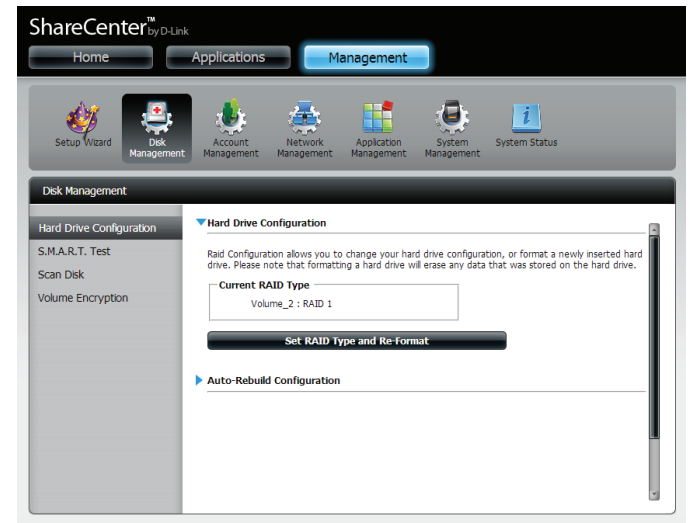 ShareCenter™ by D-Link
Home Applications Management
Setup Wizard Disk Management Account Management Network Management Application Management System Management System Status
Disk Management
Hard Drive Configuration
S.M.A.R.T. Test
Scan Disk
Volume Encryption
Hard Drive Configuration
Raid Configuration allows you to change your hard drive configuration, or format a newly inserted hard
drive. Please note that formatting a hard drive will erase any data that was stored on the hard drive.
Current RAID Type
Volume_2 : RAID 1
Set RAID Type and Re-Format
Auto-Rebuild Configuration